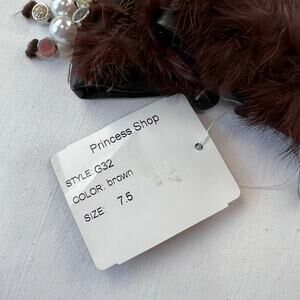 Princess Shop
STYLE: G32
COLOR: brown
SIZE: 7.5